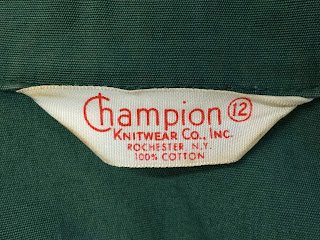 Champion 12
KNITWEAR CO., INC.
ROCHESTER, N.Y.
100% COTTON